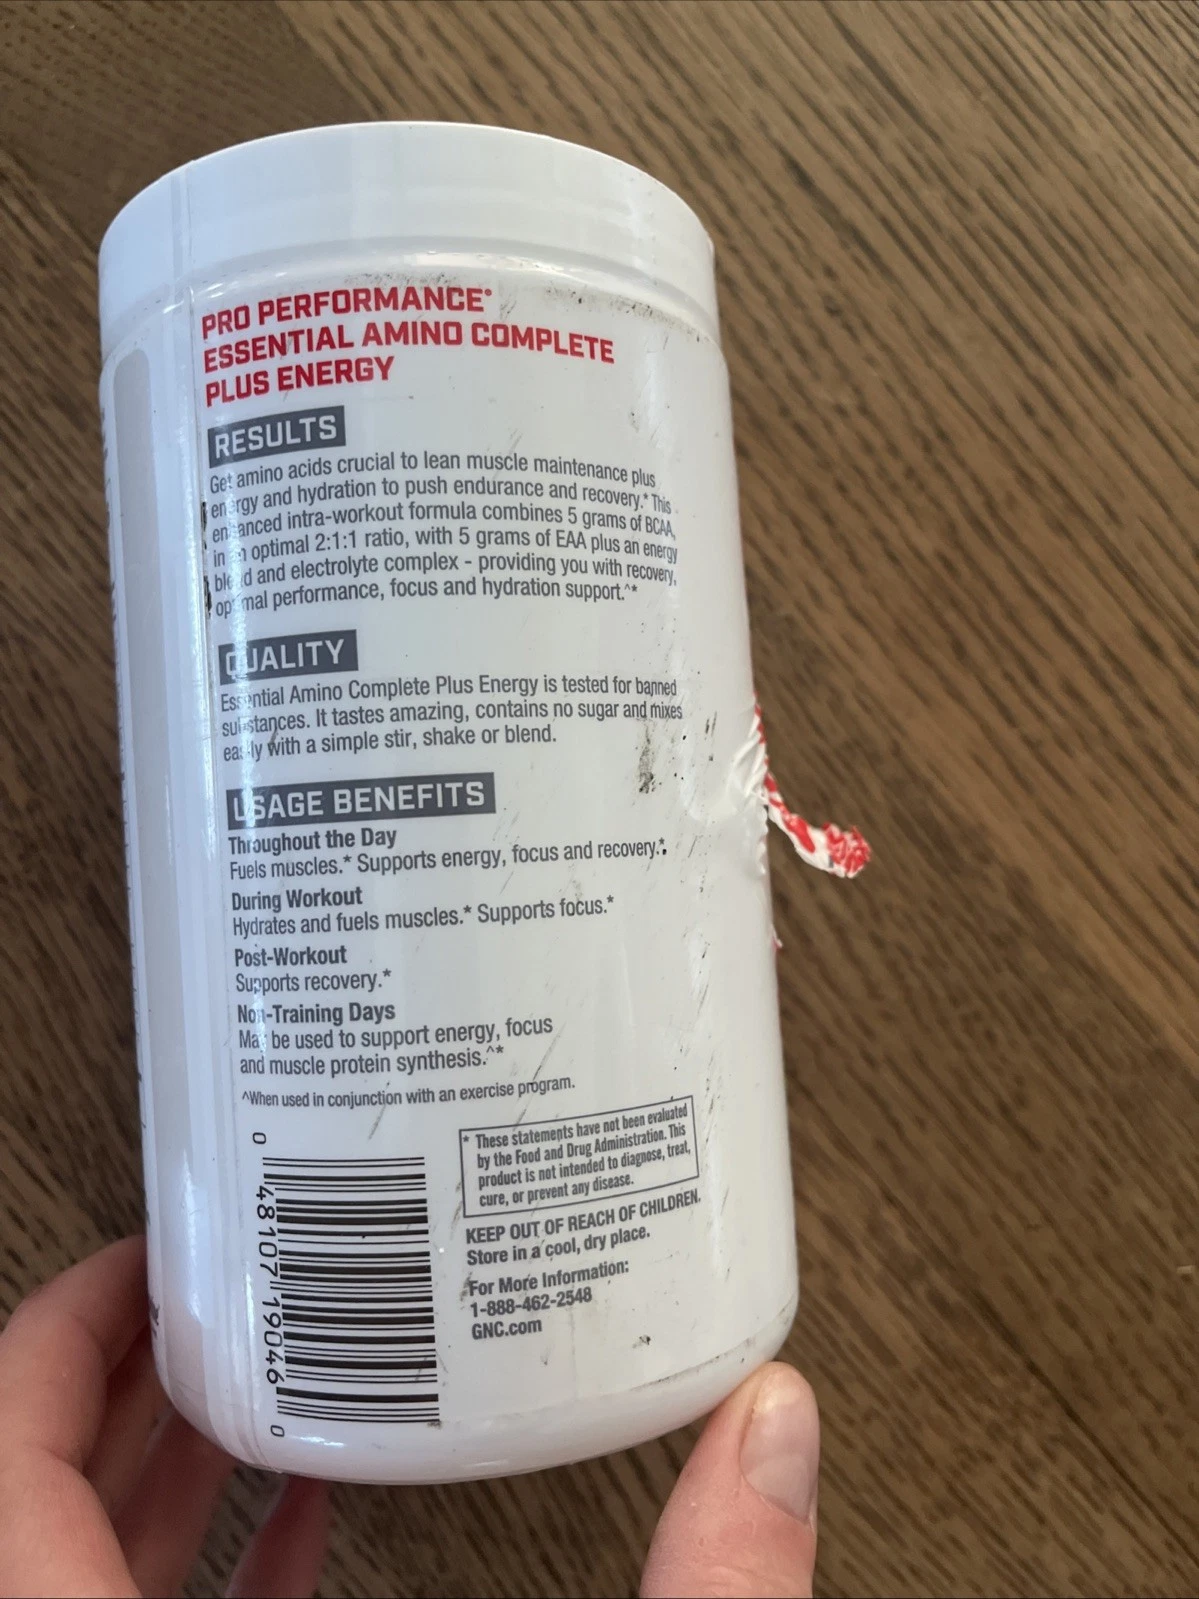 PRO PERFORMANCE®
ESSENTIAL AMINO COMPLETE
PLUS ENERGY
RESULTS
Get amino acids crucial to lean muscle maintenance plus
energy and hydration to push endurance and recovery.* This
enhanced intra-workout formula combines 5 grams of BCAA,
in an optimal 2:1:1 ratio, with 5 grams of EAA plus an energy
blend and electrolyte complex - providing you with recovery,
optimal performance, focus and hydration support.^*
QUALITY
Essential Amino Complete Plus Energy is tested for banned
substances. It tastes amazing, contains no sugar and mixes
easily with a simple stir, shake or blend.
USAGE BENEFITS
Throughout the Day
Fuels muscles.* Supports energy, focus and recovery.*
During Workout
Hydrates and fuels muscles.* Supports focus.*
Post-Workout
Supports recovery.*
Non-Training Days
May be used to support energy, focus
and muscle protein synthesis.^*
^When used in conjunction with an exercise program.
* These statements have not been evaluated
by the Food and Drug Administration. This
product is not intended to diagnose, treat,
cure, or prevent any disease.
KEEP OUT OF REACH OF CHILDREN.
Store in a cool, dry place.
For More Information:
1-888-462-2548
GNC.com
0 48107 19046 0